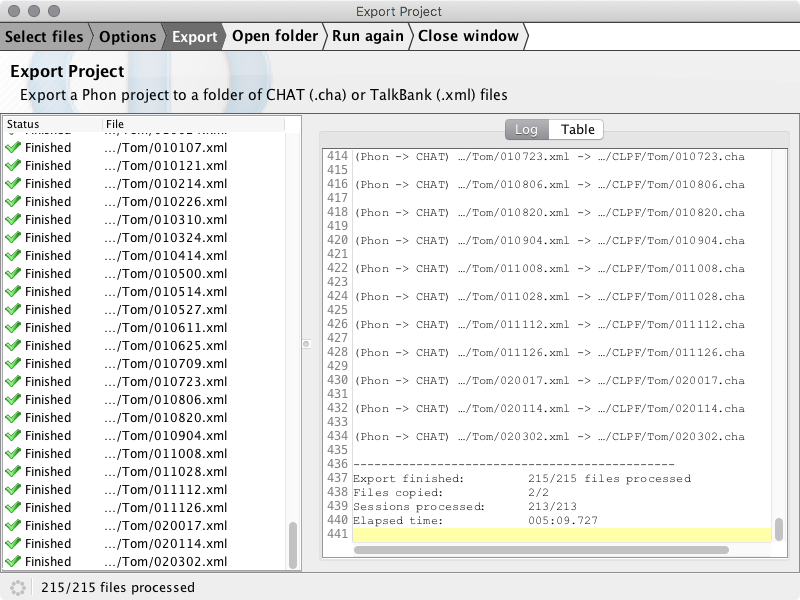 Export Project
Select files
Options
Export
Open folder
Run again
Close window
Export Project
Export a Phon project to a folder of CHAT (.cha) or TalkBank (.xml) files
Status File
Finished .../Tom/010107.xml
Finished .../Tom/010121.xml
Finished .../Tom/010214.xml
Finished .../Tom/010226.xml
Finished .../Tom/010310.xml
Finished .../Tom/010324.xml
Finished .../Tom/010414.xml
Finished .../Tom/010500.xml
Finished .../Tom/010514.xml
Finished .../Tom/010527.xml
Finished .../Tom/010611.xml
Finished .../Tom/010625.xml
Finished .../Tom/010709.xml
Finished .../Tom/010723.xml
Finished .../Tom/010806.xml
Finished .../Tom/010820.xml
Finished .../Tom/010904.xml
Finished .../Tom/011008.xml
Finished .../Tom/011028.xml
Finished .../Tom/011112.xml
Finished .../Tom/011126.xml
Finished .../Tom/020017.xml
Finished .../Tom/020114.xml
Finished .../Tom/020302.xml
Log Table
414 (Phon -> CHAT) …/Tom/010723.xml -> …/CLPF/Tom/010723.cha
415
416 (Phon -> CHAT) …/Tom/010806.xml -> …/CLPF/Tom/010806.cha
417
418 (Phon -> CHAT) …/Tom/010820.xml -> …/CLPF/Tom/010820.cha
419
420 (Phon -> CHAT) …/Tom/010904.xml -> …/CLPF/Tom/010904.cha
421
422 (Phon -> CHAT) …/Tom/011008.xml -> …/CLPF/Tom/011008.cha
423
424 (Phon -> CHAT) …/Tom/011028.xml -> …/CLPF/Tom/011028.cha
425
426 (Phon -> CHAT) …/Tom/011112.xml -> …/CLPF/Tom/011112.cha
427
428 (Phon -> CHAT) …/Tom/011126.xml -> …/CLPF/Tom/011126.cha
429
430 (Phon -> CHAT) …/Tom/020017.xml -> …/CLPF/Tom/020017.cha
431
432 (Phon -> CHAT) …/Tom/020114.xml -> …/CLPF/Tom/020114.cha
433
434 (Phon -> CHAT) …/Tom/020302.xml -> …/CLPF/Tom/020302.cha
435
436 ----------------------------------------------
437 Export finished: 215/215 files processed
438 Files copied: 2/2
439 Sessions processed: 213/213
440 Elapsed time: 005:09.727
441
215/215 files processed